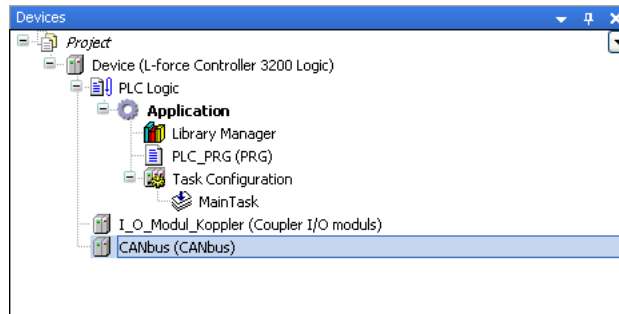 Devices
Project
Device (L-force Controller 3200 Logic)
PLC Logic
Application
Library Manager
PLC_PRG (PRG)
Task Configuration
MainTask
I_O_Modul_Koppler (Coupler I/O moduls)
CANbus (CANbus)